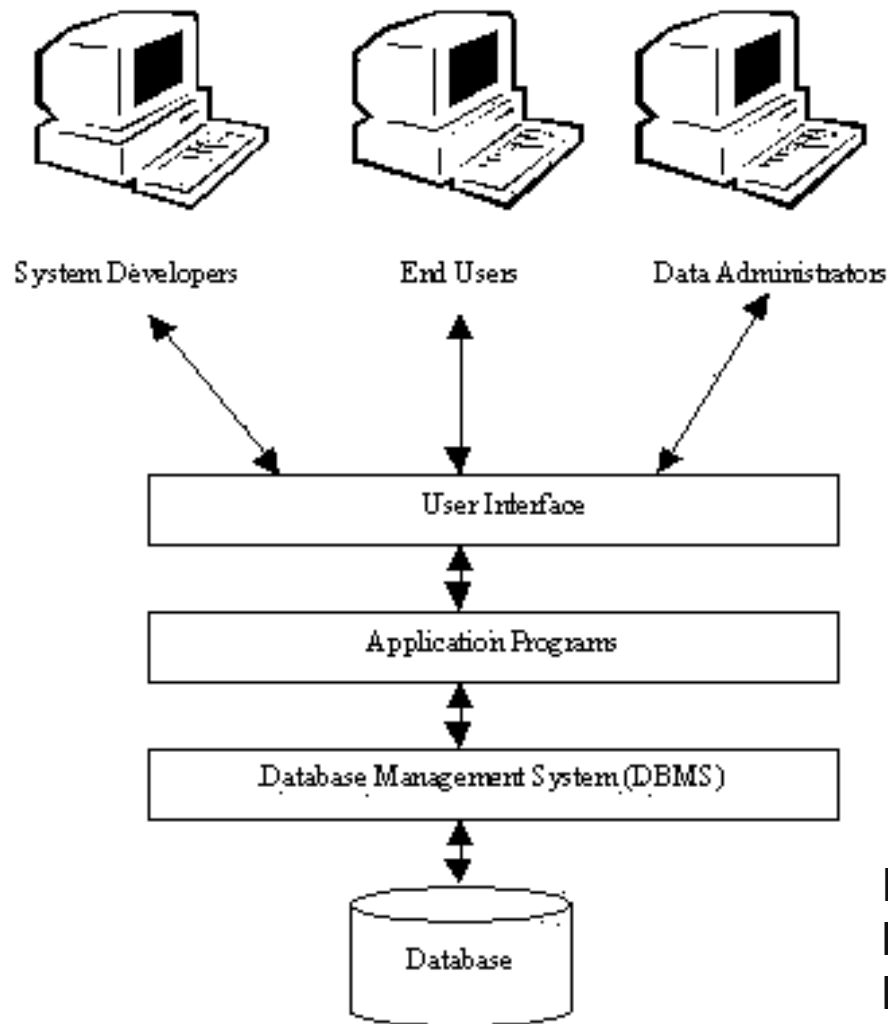 System Developers
End Users
Data Administrators
User Interface
Application Programs
Database Management System (DBMS)
Database